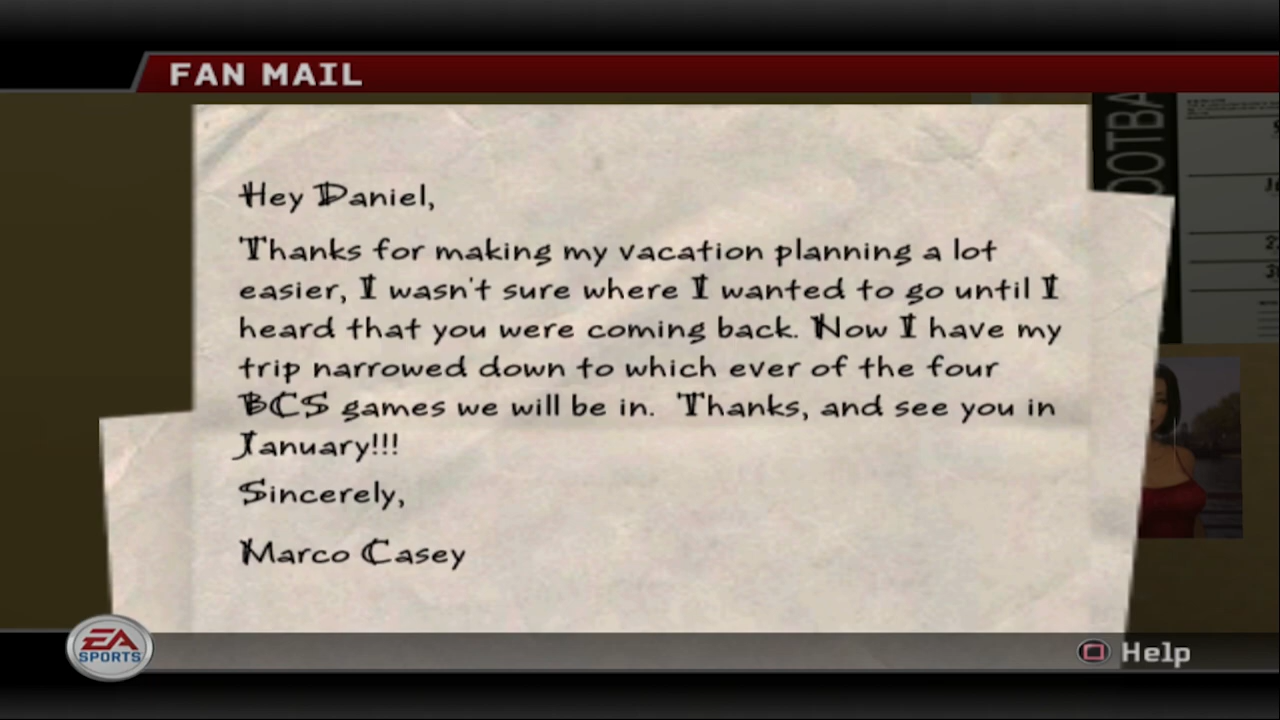 FAN MAIL
Hey Daniel,
Thanks for making my vacation planning a lot
easier, I wasn't sure where I wanted to go until I
heard that you were coming back. Now I have my
trip narrowed down to which ever of the four
BCS games we will be in.  Thanks, and see you in
January!!!
Sincerely,
Marco Casey
OOTBA
EA
SPORTS
Help